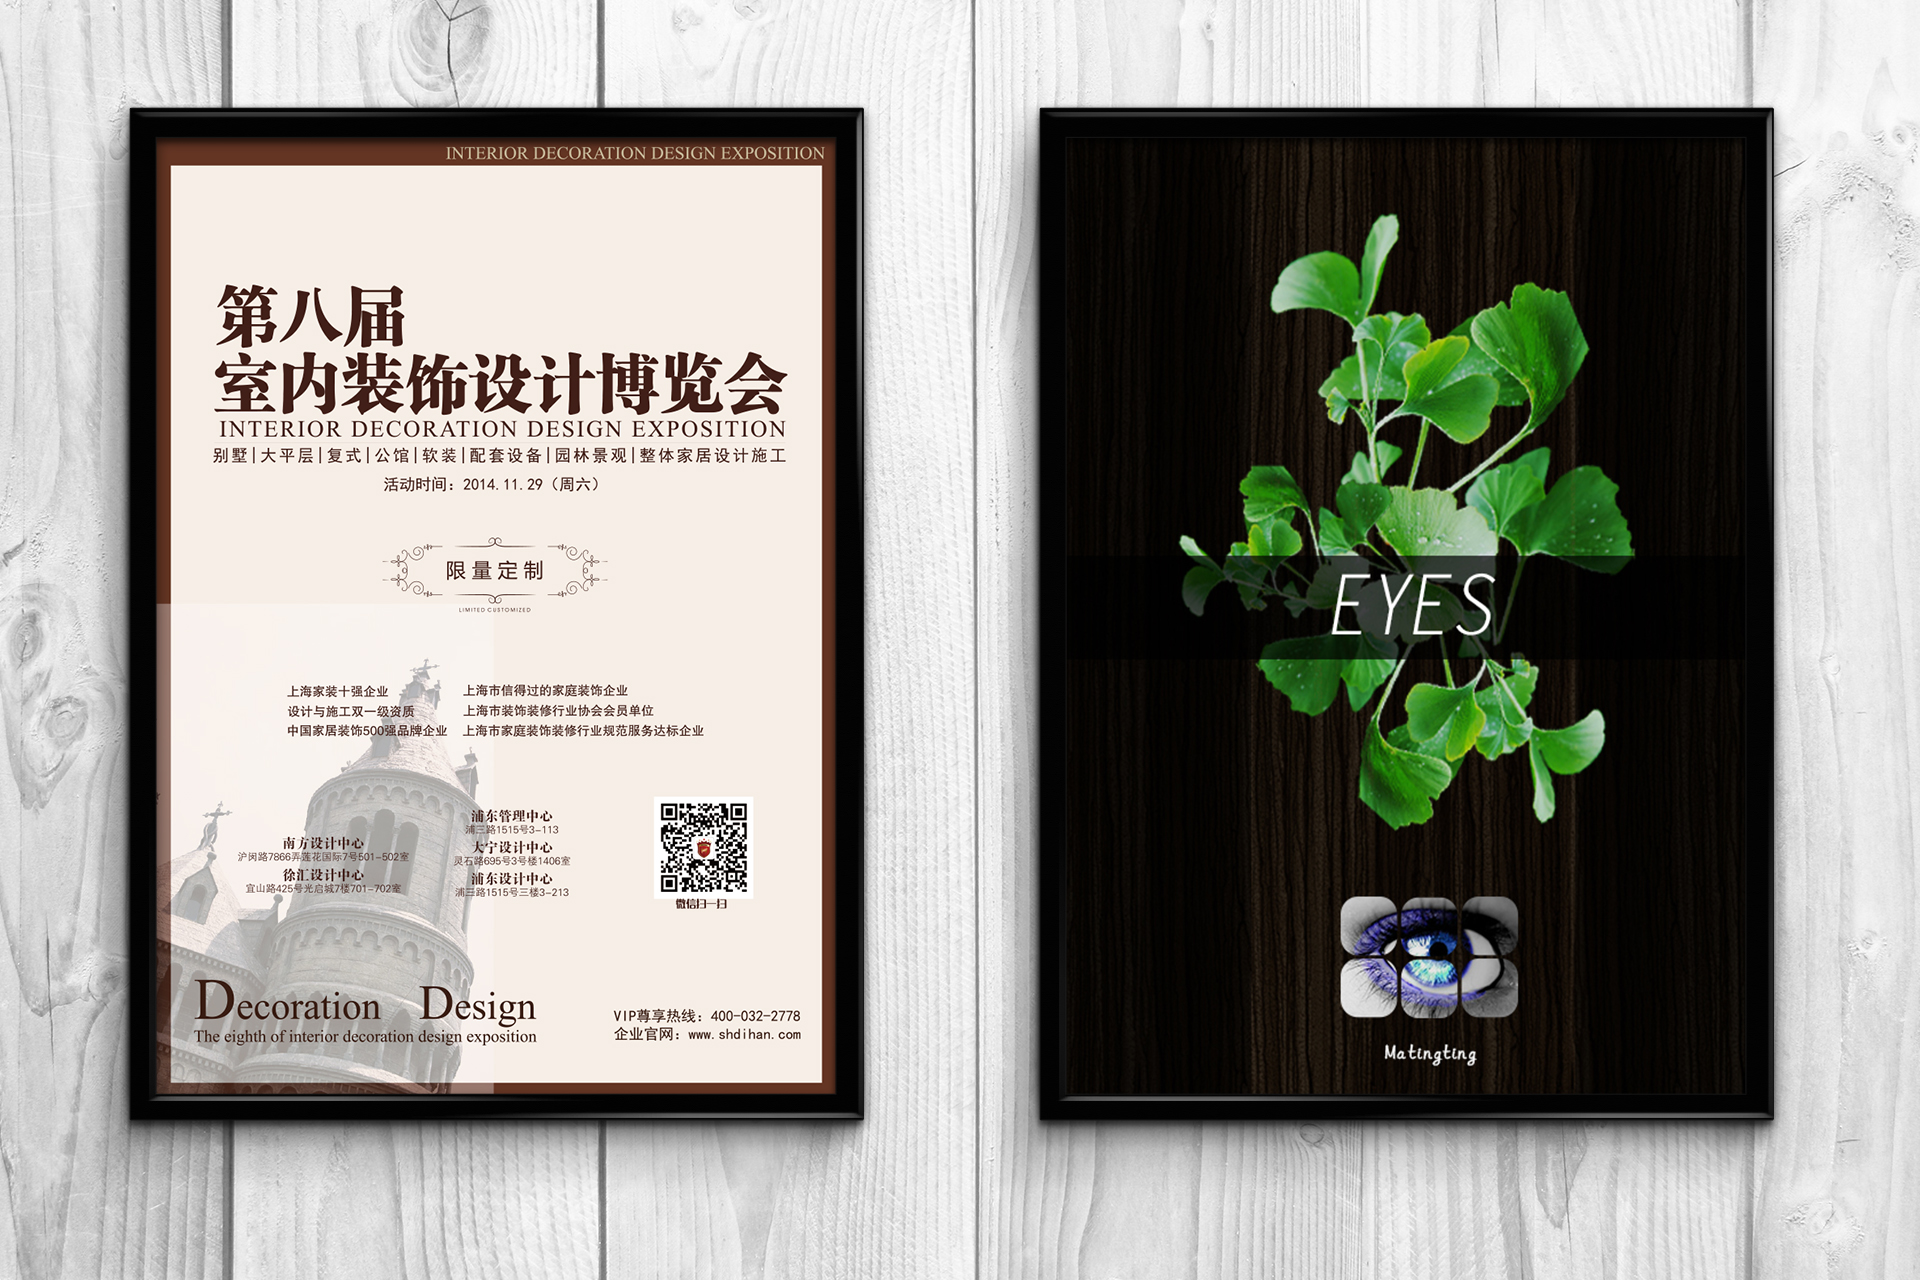 INTERIOR DECORATION DESIGN EXPOSITION
第八届
室内装饰设计博览会
INTERIOR DECORATION DESIGN EXPOSITION
别墅|大平层|复式|公馆|软装|配套设备|园林景观|整体家居设计施工
活动时间：2014.11.29（周六）
限量定制
LIMITED CUSTOMIZED
上海家装十强企业
设计与施工双一级资质
中国家居装饰500强品牌企业
上海市信得过的家庭装饰企业
上海市装饰装修行业协会会员单位
上海市家庭装饰装修行业规范服务达标企业
南方设计中心
沪闵路7866弄莲花国际7号501-502室
徐汇设计中心
宜山路425号光启城7楼701-702室
浦东管理中心
浦三路1515号3-113
大宁设计中心
灵石路695号3号楼1406室
浦东设计中心
浦三路1515号三楼3-213
微信扫一扫
Decoration Design
The eighth of interior decoration design exposition
VIP尊享热线：400-032-2778
企业官网：www.shdihan.com
EYES
Matingting